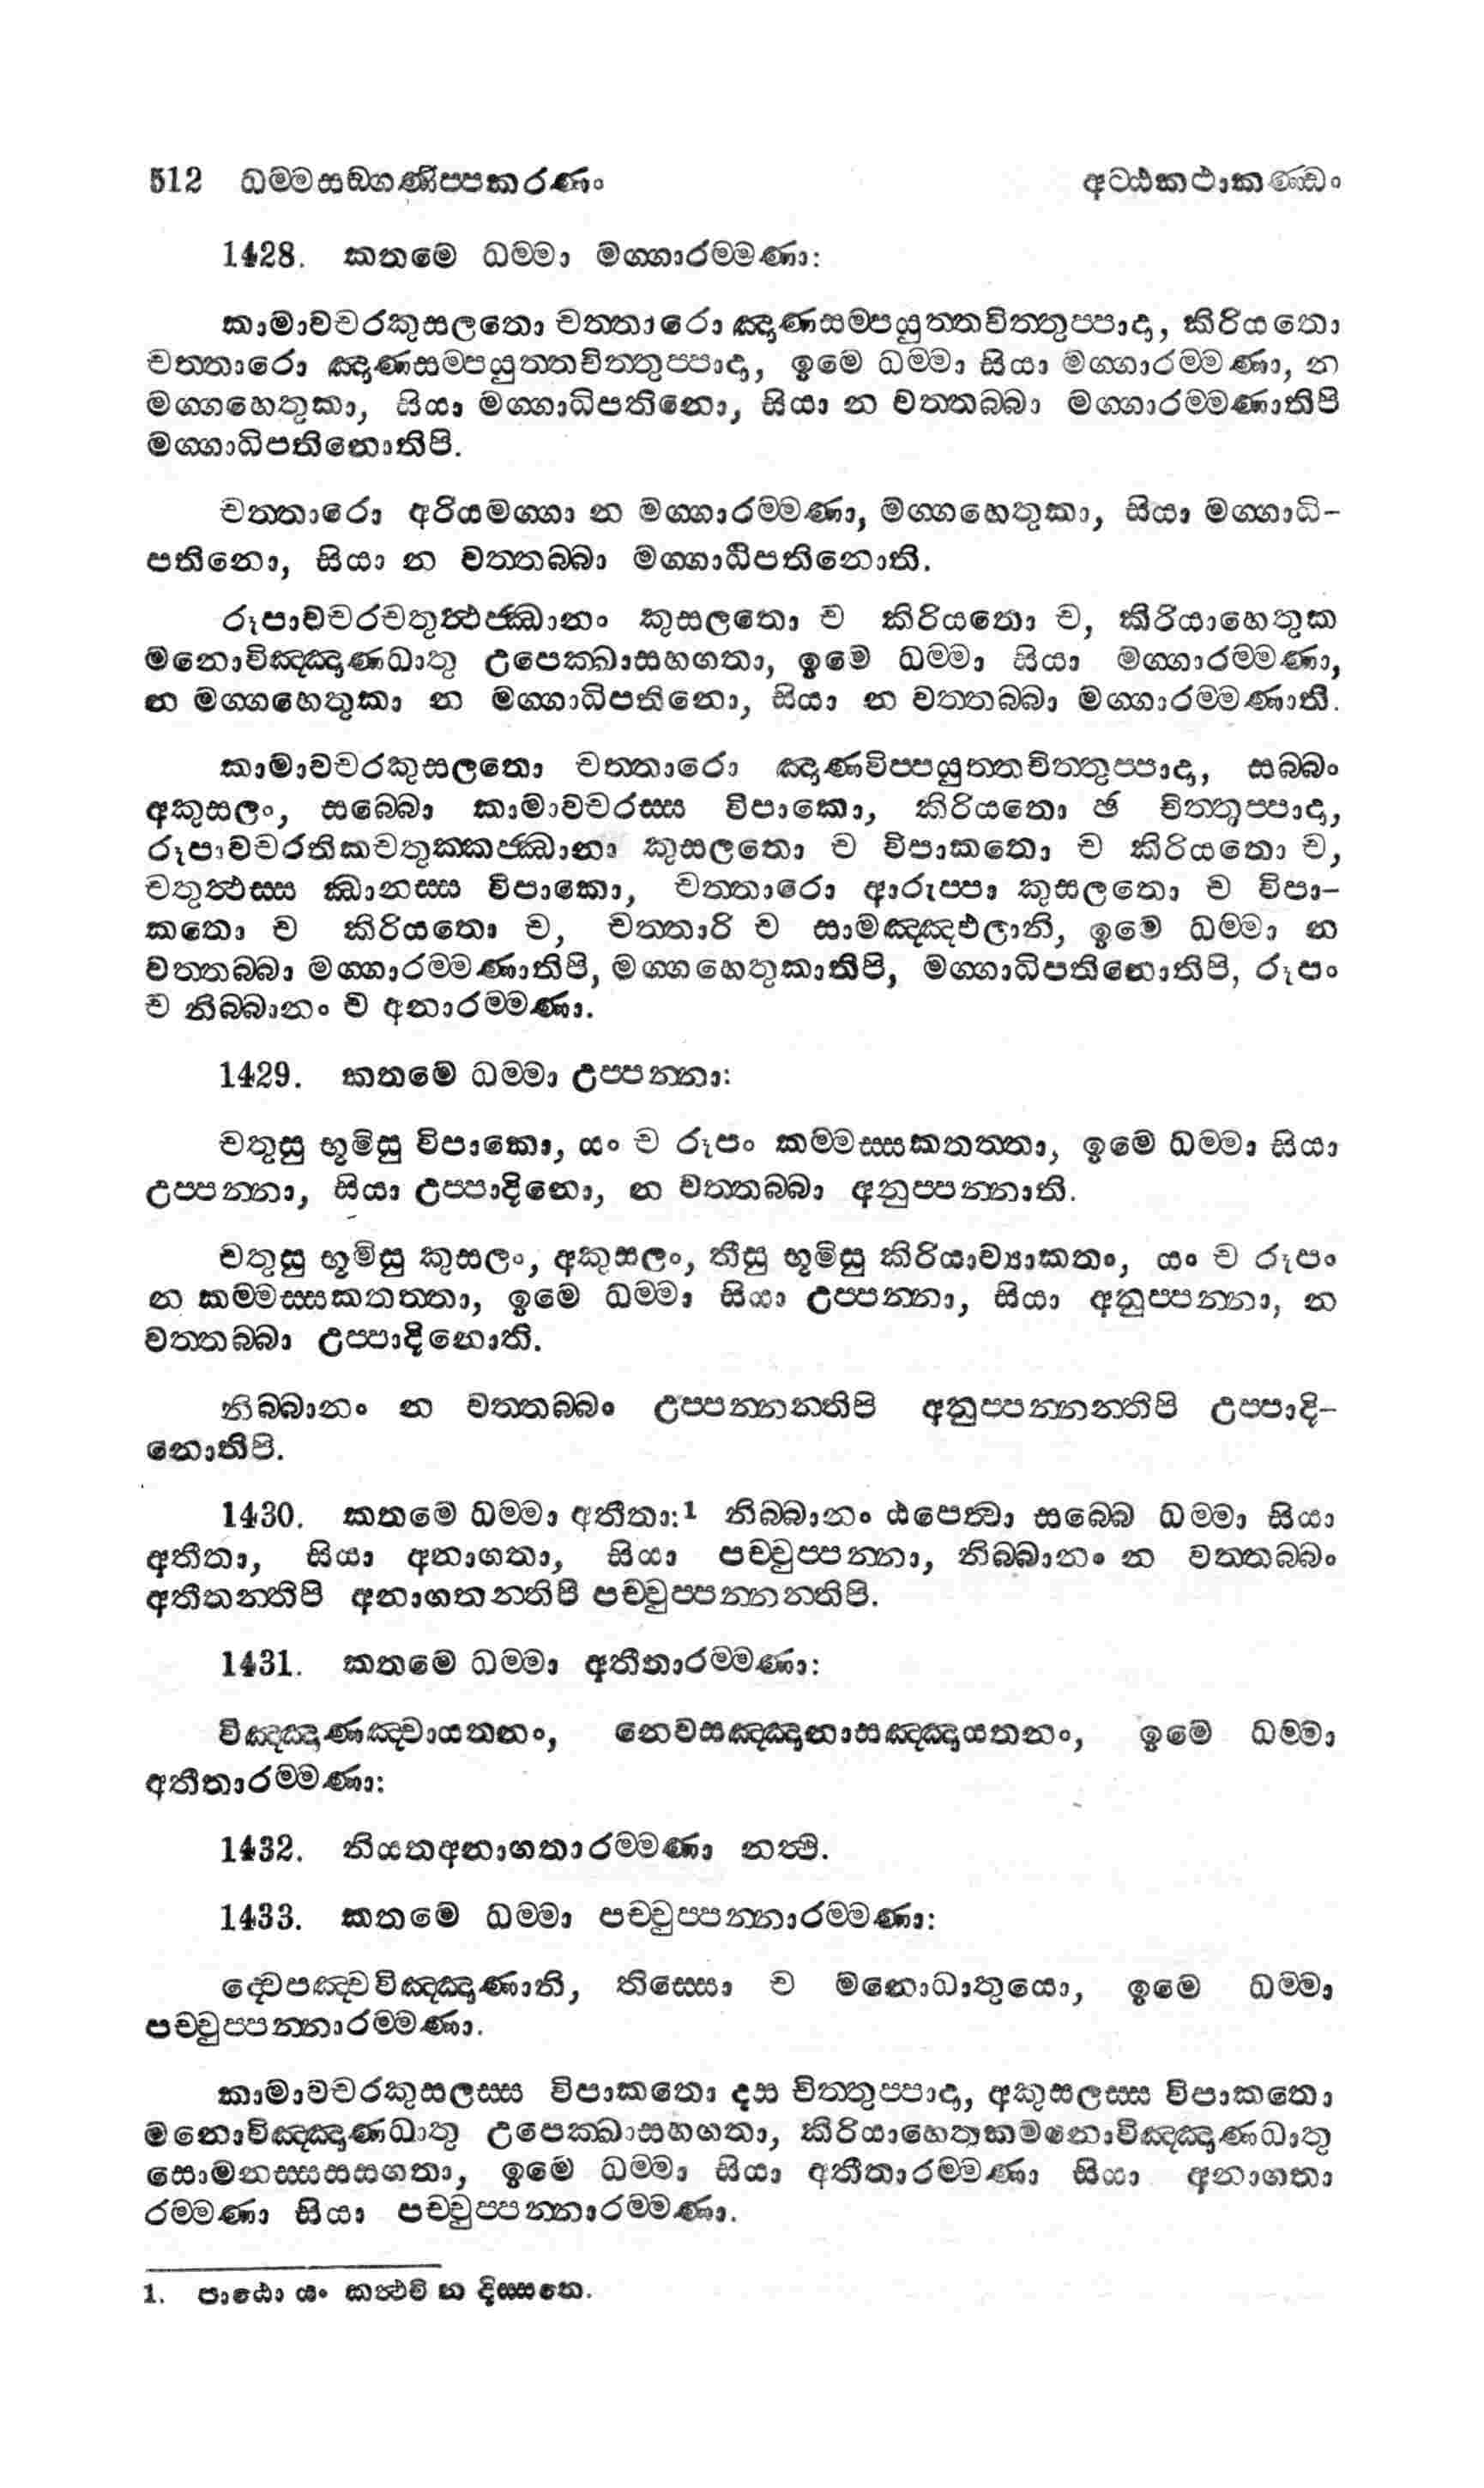 512 ධම්මසඞ්ගණිප්පකරණං අට්ඨකථාකණ්ඩං
1428. කතමෙ ධම්මා මග්ගාරම්මණා:
කාමාවචරකුසලතො චත්තාරො ඤාණසම්පයුත්තචිත්තුප්පාදා, කිරියතො
චත්තාරො ඤාණසම්පයුත්තචිත්තුප්පාදා, ඉමෙ ධම්මා සියා මග්ගාරම්මණා, න
මග්ගහෙතුකා, සියා මග්ගාධිපතිනො, සියා න වත්තබ්බා මග්ගාරම්මණාතිපි
මග්ගාධිපතිනොතිපි.
චත්තාරො අරියමග්ගා න මග්ගාරම්මණා, මග්ගහෙතුකා, සියා මග්ගාධි-
පතිනො, සියා න වත්තබ්බා මග්ගාධිපතිනොති.
රූපාවචරචතුත්ථජ්ඣානං කුසලතො ච කිරියතො ච, කිරියාහෙතුක
මනොවිඤ්ඤාණධාතු උපෙක්ඛාසහගතා, ඉමෙ ධම්මා සියා මග්ගාරම්මණා,
න මග්ගහෙතුකා න මග්ගාධිපතිනො, සියා න වත්තබ්බා මග්ගාරම්මණාති.
කාමාවචරකුසලතො චත්තාරො ඤාණවිප්පයුත්තචිත්තුප්පාදා, සබ්බං
අකුසලං, සබ්බො කාමාවචරස්ස විපාකො, කිරියතො ඡ චිත්තුප්පාදා,
රූපාවචරතිකචතුක්කජ්ඣානා කුසලතො ච විපාකතො ච කිරියතො ච,
චතුත්ථස්ස ඣානස්ස විපාකො, චත්තාරො ආරුප්පා කුසලතො ච විපා-
කතො ච කිරියතො ච, චත්තාරි ච සාමඤ්ඤඵලානි, ඉමෙ ධම්මා න
වත්තබ්බා මග්ගාරම්මණාතිපි, මග්ගහෙතුකාතිපි, මග්ගාධිපතිනොතිපි, රූපං
ච නිබ්බානං ච අනාරම්මණා.
1429. කතමෙ ධම්මා උප්පන්නා:
චතුසු භූමිසු විපාකො, යං ච රූපං කම්මස්සකතත්තා, ඉමෙ ධම්මා සියා
උප්පන්නා, සියා උප්පාදිනො, න වත්තබ්බා අනුප්පන්නාති.
චතුසු භූමිසු කුසලං, අකුසලං, තීසු භූමිසු කිරියාව්‍යාකතං, යං ච රූපං
න කම්මස්සකතත්තා, ඉමෙ ධම්මා සියා උප්පන්නා, සියා අනුප්පන්නා, න
වත්තබ්බා උප්පාදිනොති.
නිබ්බානං න වත්තබ්බං උප්පන්නන්තිපි අනුප්පන්නන්තිපි උප්පාදි-
නොතිපි.
1430. කතමෙ ධම්මා අතීතා:¹ නිබ්බානං ඨපෙත්වා සබ්බෙ ධම්මා සියා
අතීතා, සියා අනාගතා, සියා පච්චුප්පන්නා, නිබ්බානං න වත්තබ්බං
අතීතන්තිපි අනාගතන්තිපි පච්චුප්පන්නන්තිපි.
1431. කතමෙ ධම්මා අතීතාරම්මණා:
විඤ්ඤාණඤ්චායතනං, නෙවසඤ්ඤානාසඤ්ඤායතනං, ඉමෙ ධම්මා
අතීතාරම්මණා:
1432. නියතඅනාගතාරම්මණා නත්ථි.
1433. කතමෙ ධම්මා පච්චුප්පන්නාරම්මණා:
ද්වෙපඤ්චවිඤ්ඤාණානි, තිස්සො ච මනොධාතුයො, ඉමෙ ධම්මා
පච්චුප්පන්නාරම්මණා.
කාමාවචරකුසලස්ස විපාකතො දස චිත්තුප්පාදා, අකුසලස්ස විපාකතො
මනොවිඤ්ඤාණධාතු උපෙක්ඛාසහගතා, කිරියාහෙතුකමනොවිඤ්ඤාණධාතු
සොමනස්සසසගතා, ඉමෙ ධම්මා සියා අතීතාරම්මණා සියා අනාගතා
රම්මණා සියා පච්චුප්පන්නාරම්මණා.
1. පාඨො යං කත්ථචි න දිස්සතෙ.